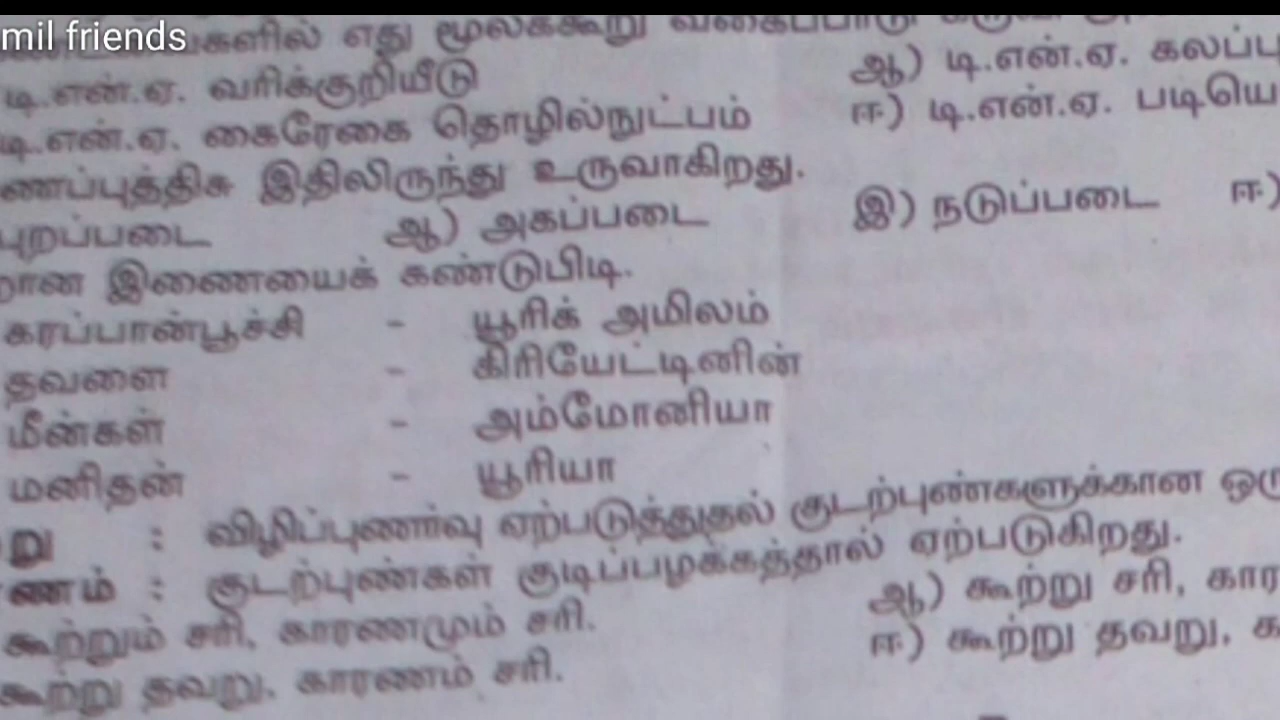 mil friends
எது மூலக்கூறு வகைப்பாடு
டி.என்.ஏ. வரிக்குறியீடு ஆ) டி.என்.ஏ. கலப்பு
டி.என்.ஏ. கைரேகை தொழில்நுட்பம் ஈ) டி.என்.ஏ. படியெ
ணைப்புத்திசு இதிலிருந்து உருவாகிறது.
புறப்படை ஆ) அகப்படை இ) நடுப்படை ஈ)
றான இணையைக் கண்டுபிடி.
கரப்பான்பூச்சி - யூரிக் அமிலம்
தவளை - கிரியேட்டினின்
மீன்கள் - அம்மோனியா
மனிதன் - யூரியா
று : விழிப்புணர்வு ஏற்படுத்துதல் குடற்புண்களுக்கான ஒரு
ணம் : குடற்புண்கள் குடிப்பழக்கத்தால் ஏற்படுகிறது.
கூற்றும் சரி, காரணமும் சரி. ஆ) கூற்று சரி, கார
கூற்று தவறு, காரணம் சரி. ஈ) கூற்று தவறு, க